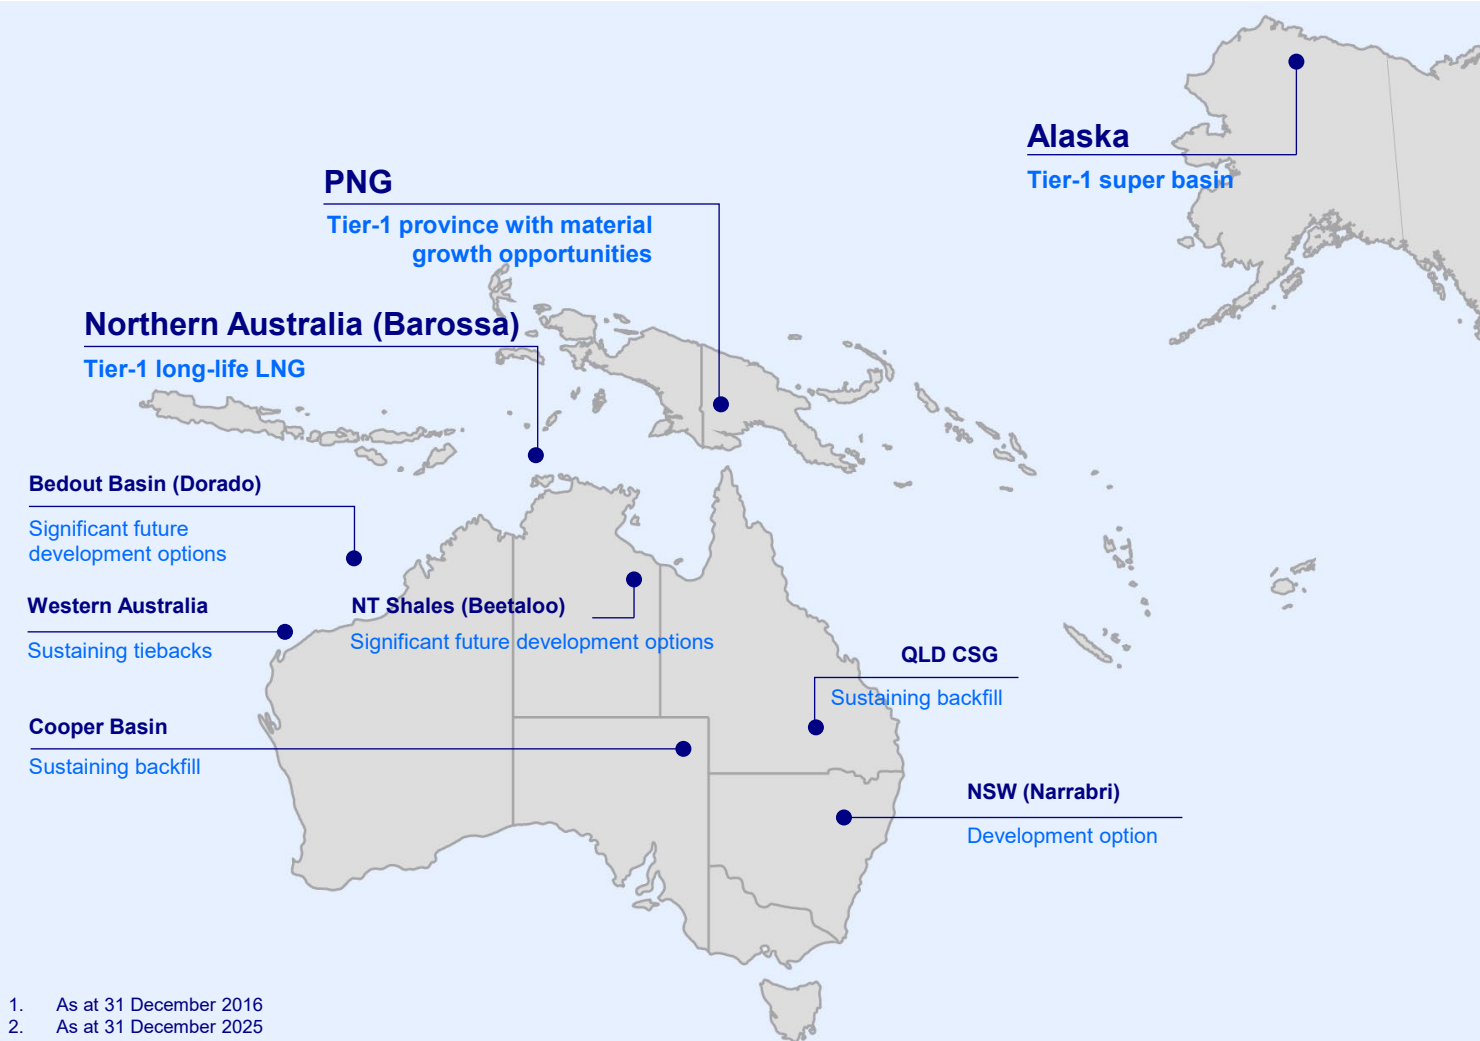 Alaska
Tier-1 super basin
PNG
Tier-1 province with material
growth opportunities
Northern Australia (Barossa)
Tier-1 long-life LNG
Bedout Basin (Dorado)
Significant future
development options
Western Australia
Sustaining tiebacks
NT Shales (Beetaloo)
Significant future development options
QLD CSG
Sustaining backfill
Cooper Basin
Sustaining backfill
NSW (Narrabri)
Development option
1. As at 31 December 2016
2. As at 31 December 2025